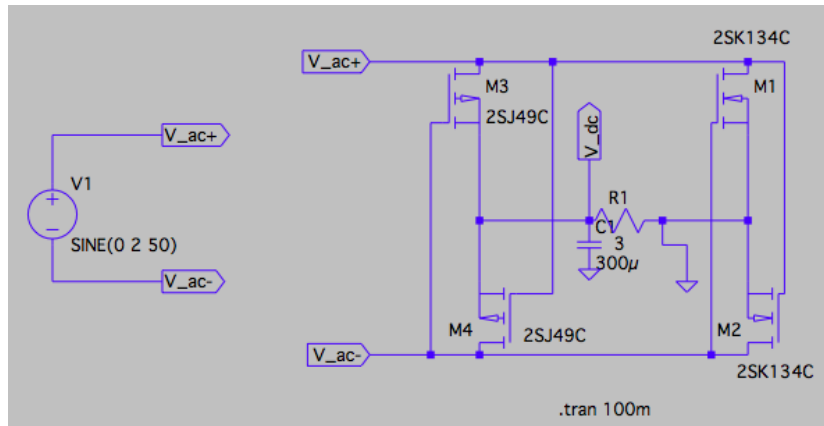 2SK134C
V_ac+
M3
M1
2SJ49C
V_dc
V_ac+
V1
R1
C1
3
SINE(0 2 50)
300µ
V_ac-
M4
2SJ49C
M2
V_ac-
2SK134C
.tran 100m